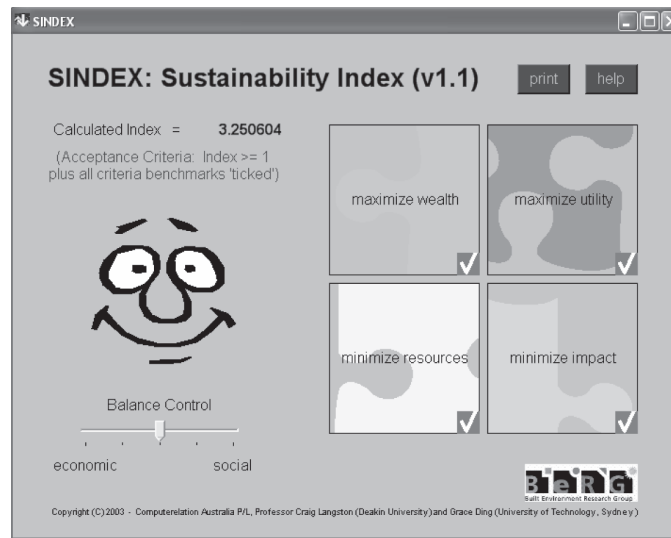 SINDEX
SINDEX: Sustainability Index (v1.1)
print
help
Calculated Index = 3.250604
(Acceptance Criteria: Index >= 1
plus all criteria benchmarks 'ticked')
maximize wealth
maximize utility
minimize resources
minimize impact
Balance Control
economic
social
BeRG
Built Environment Research Group
Copyright (C) 2003 - Computerelation Australia P/L, Professor Craig Langston (Deakin University) and Grace Ding (University of Technology, Sydney)